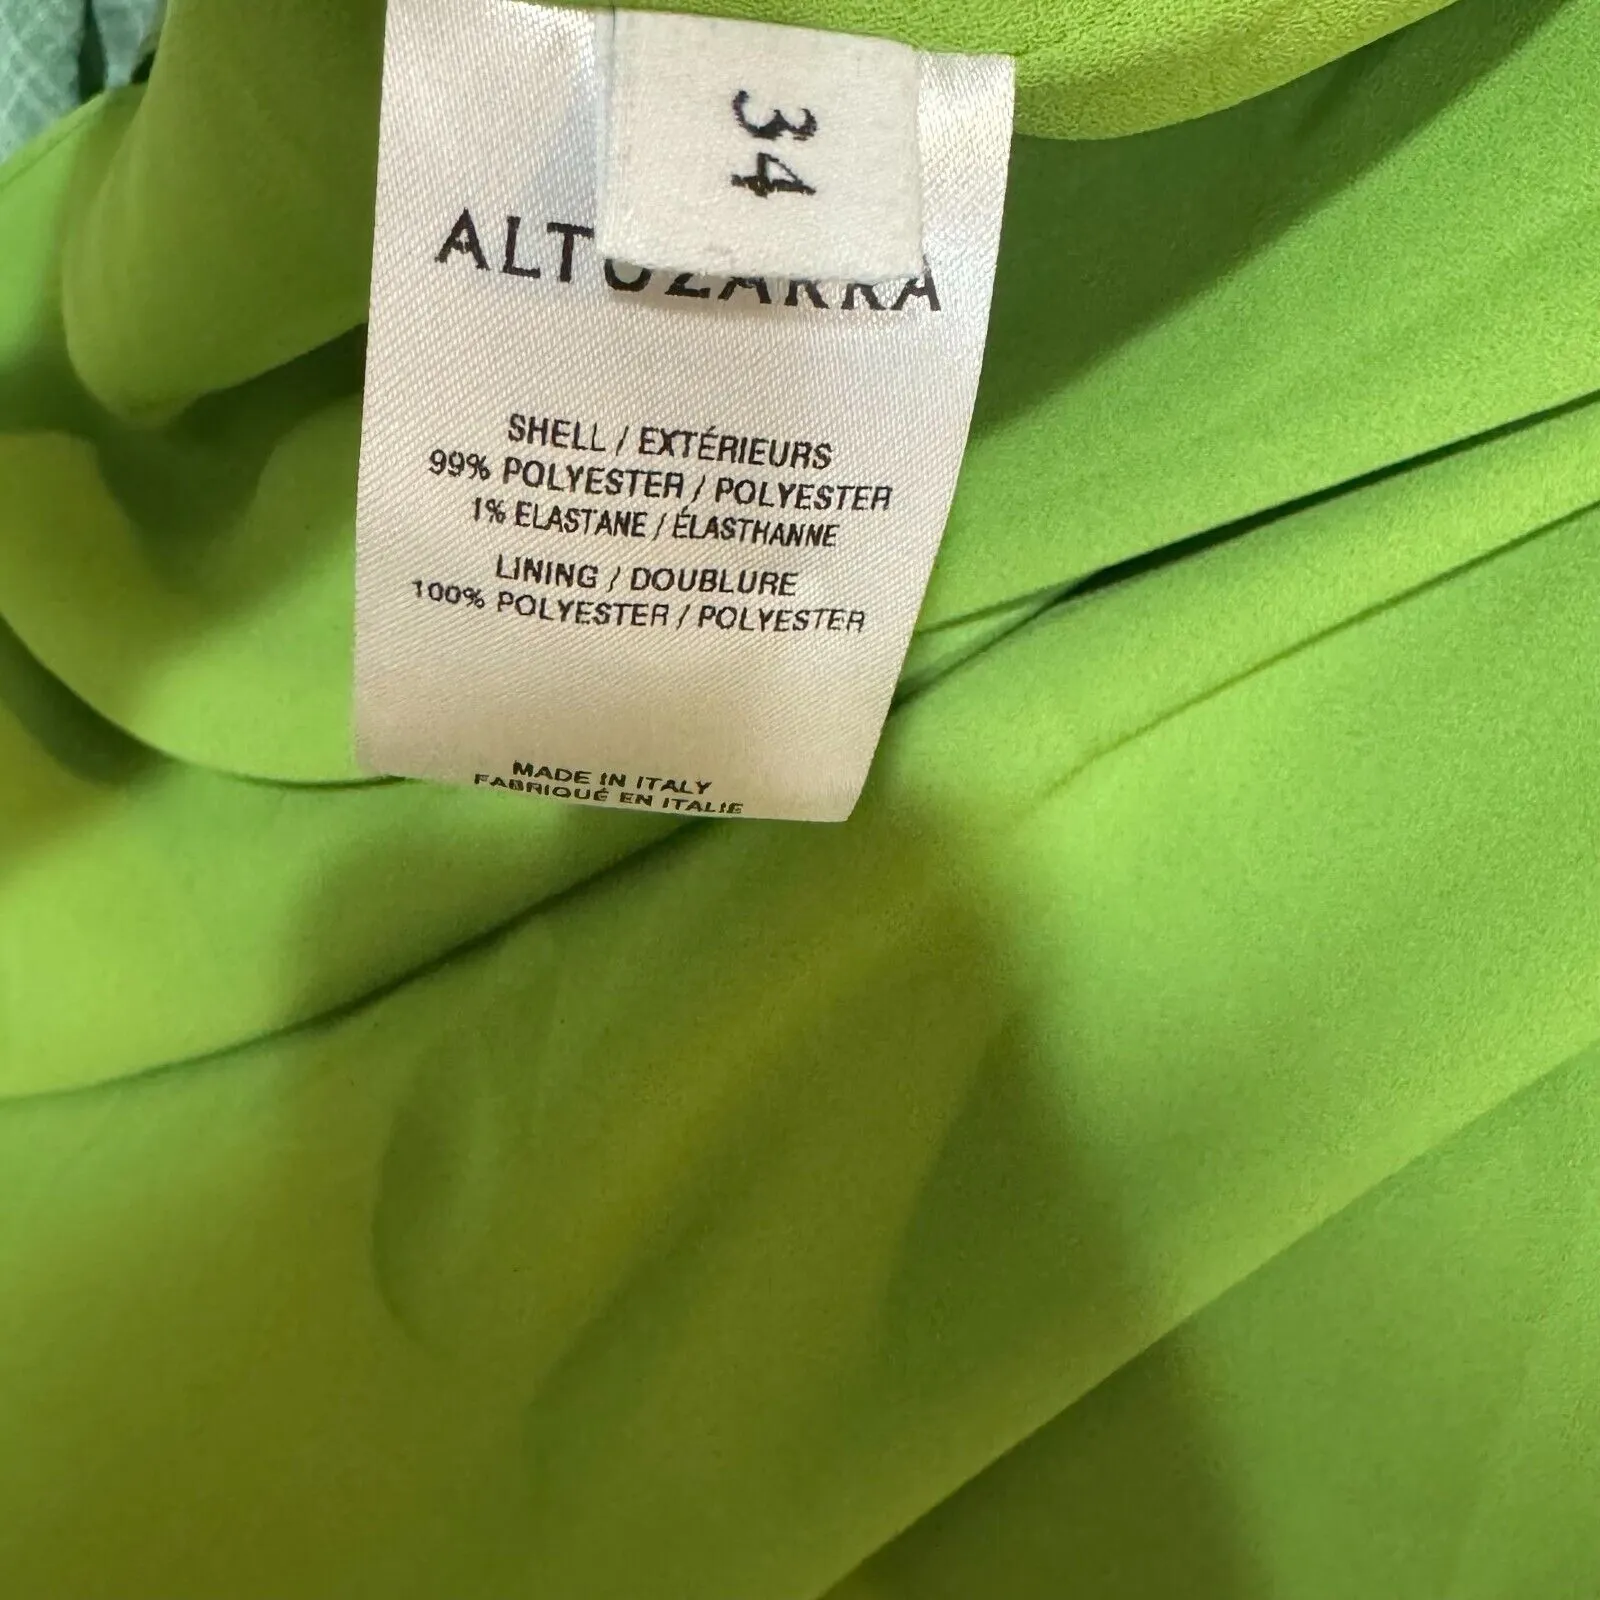 34
ALTUZARRA
SHELL / EXTÉRIEURS
99% POLYESTER / POLYESTER
1% ELASTANE / ÉLASTHANNE
LINING / DOUBLURE
100% POLYESTER / POLYESTER
MADE IN ITALY
FABRIQUÉ EN ITALIE